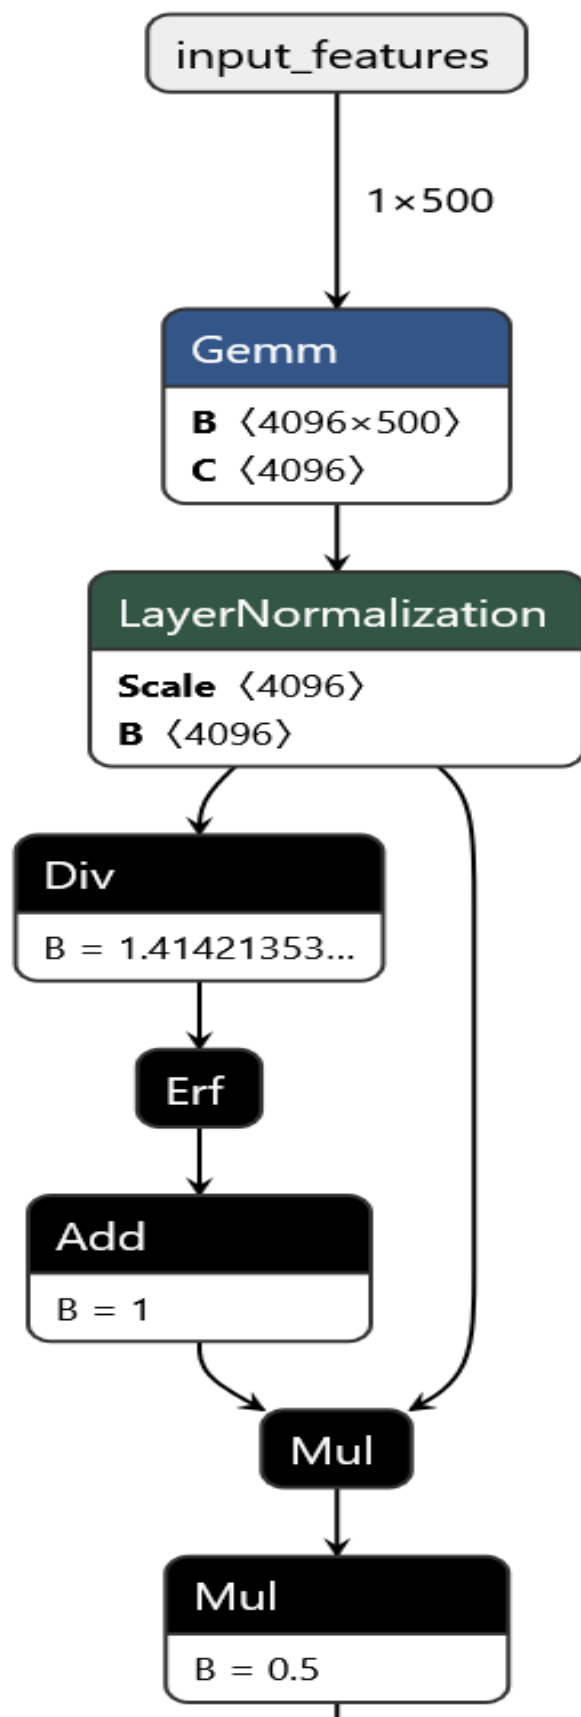 input_features
1×500
Gemm
B 〈4096×500〉
C 〈4096〉
LayerNormalization
Scale 〈4096〉
B 〈4096〉
Div
B = 1.41421353...
Erf
Add
B = 1
Mul
Mul
B = 0.5